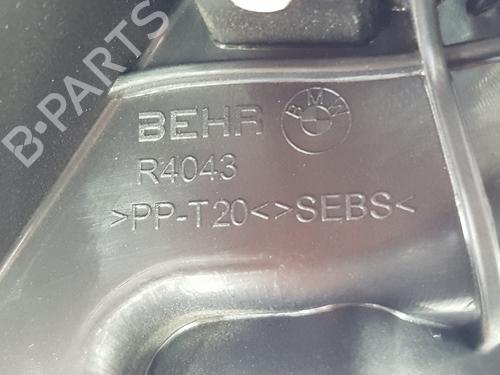 B-PARTS
BEHR BMW
R4043
>PP-T20<>SEBS<